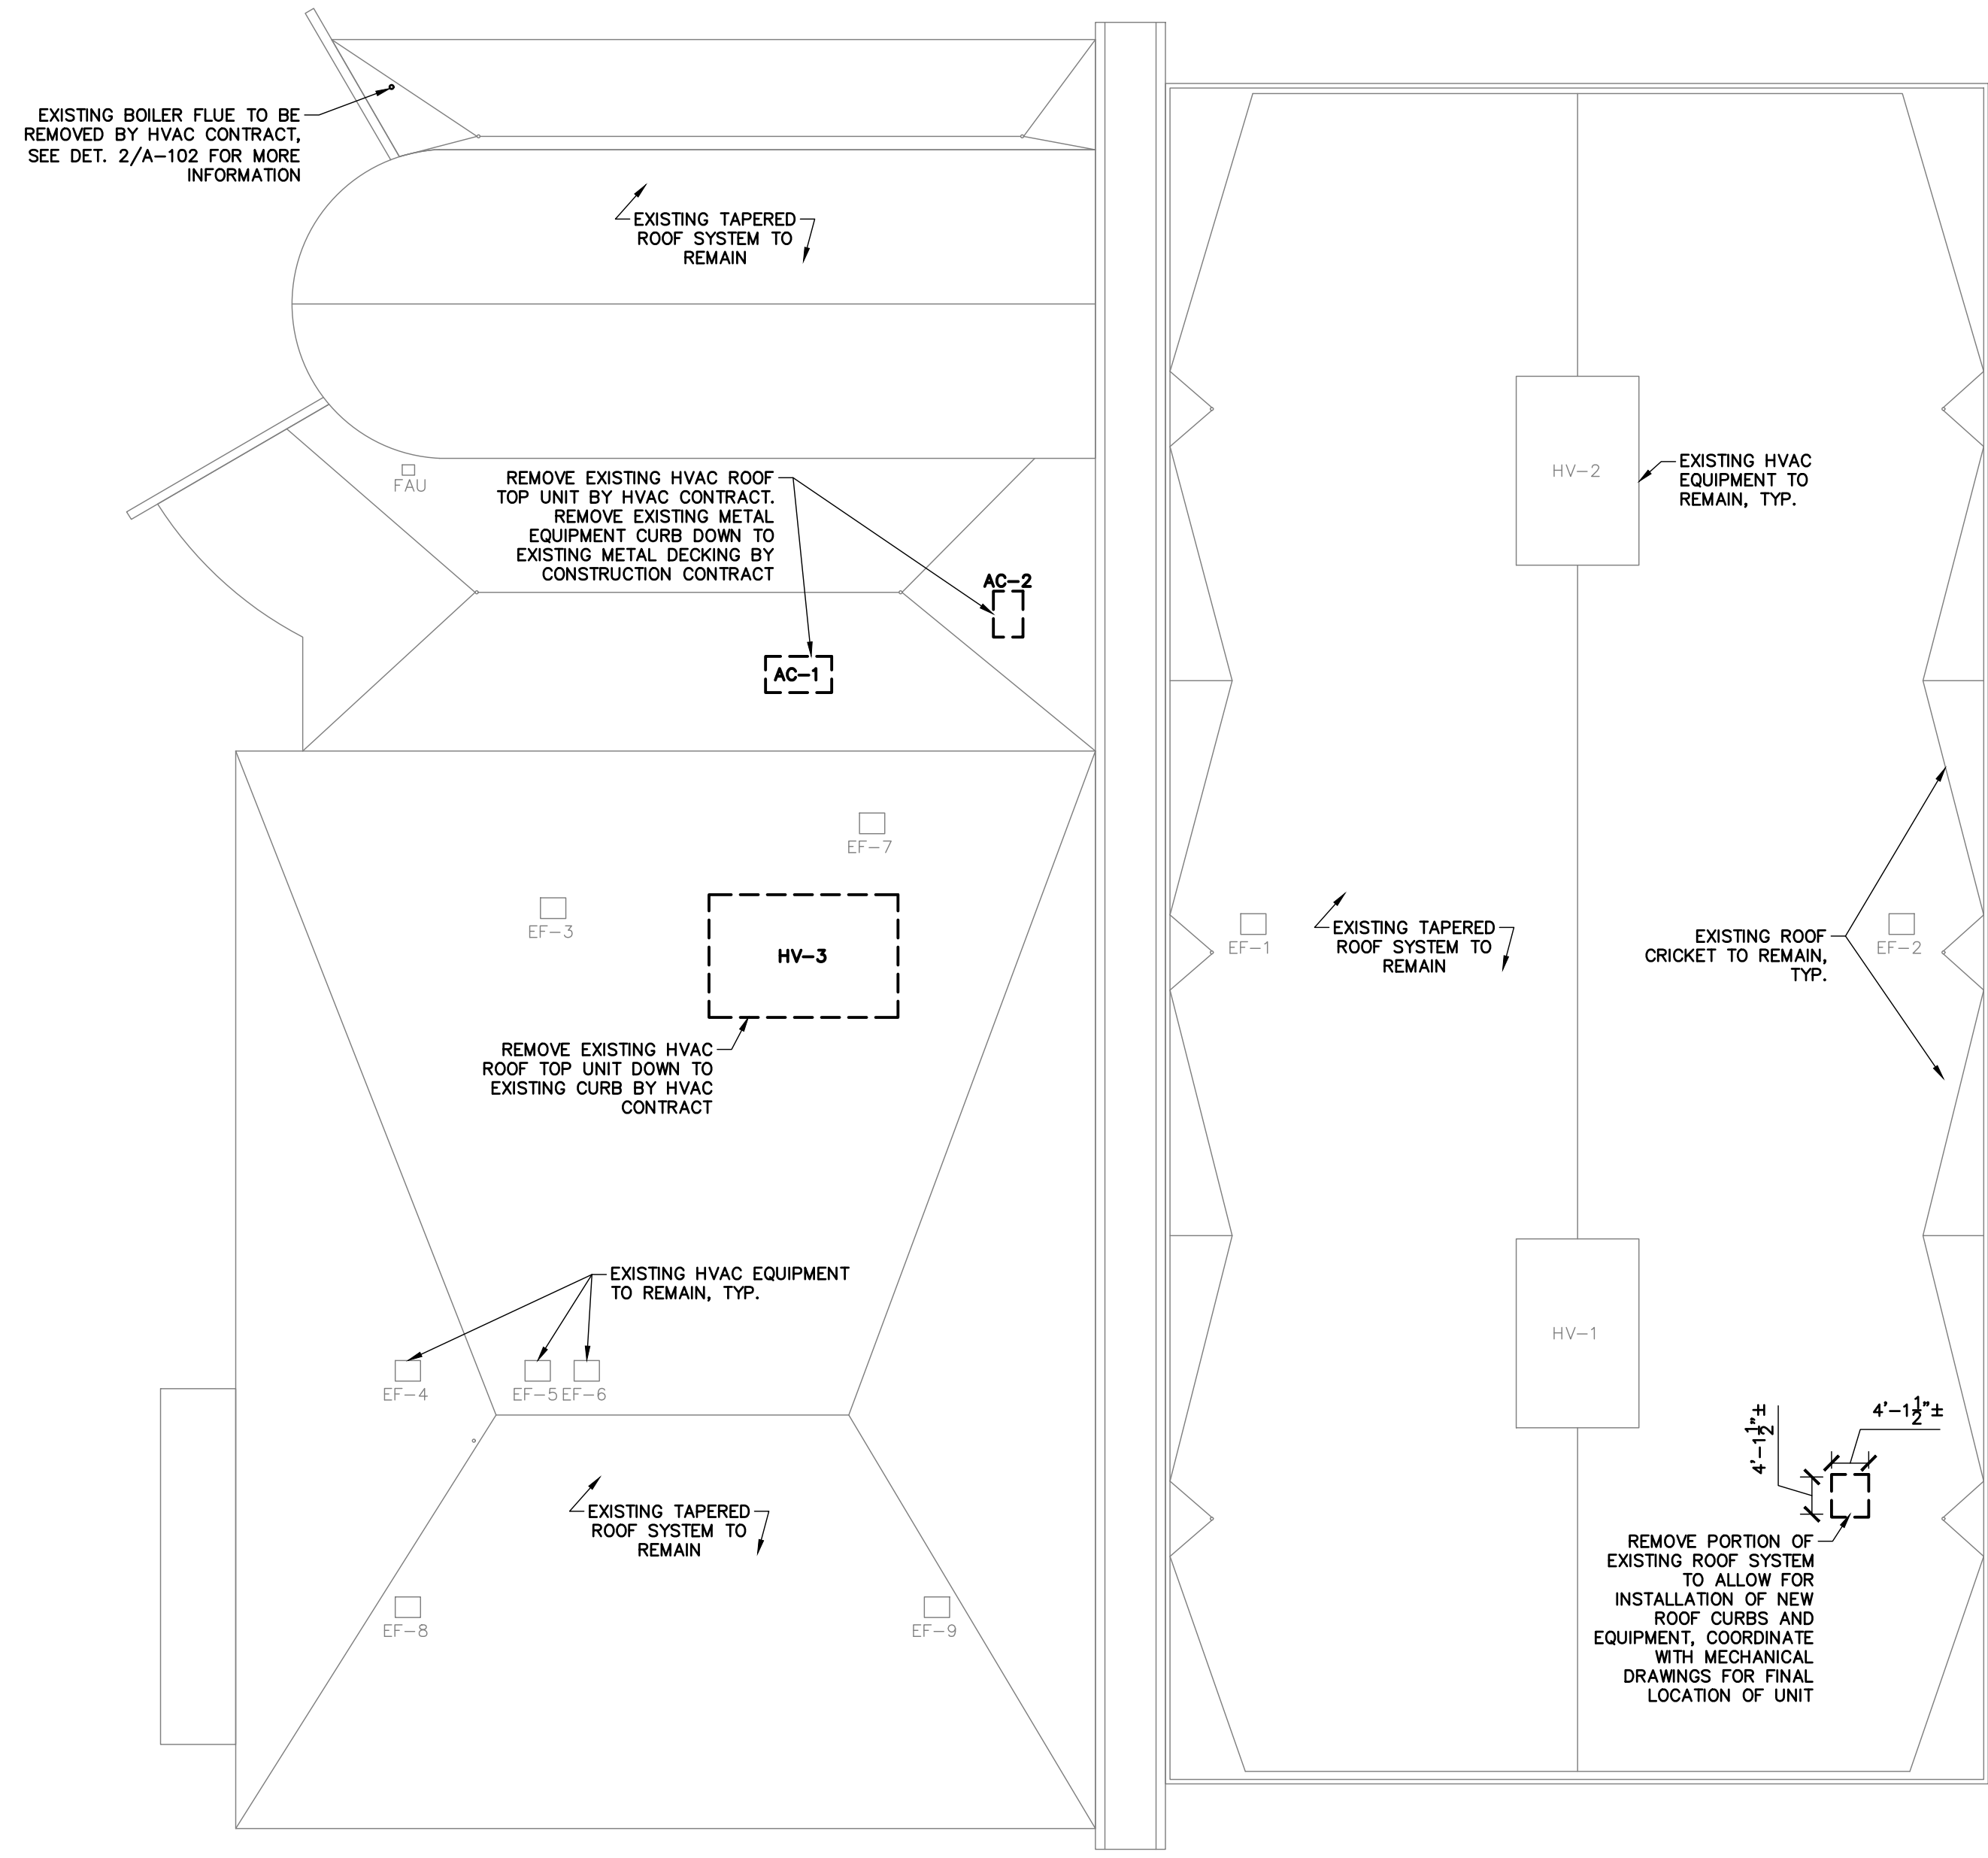 EXISTING BOILER FLUE TO BE
REMOVED BY HVAC CONTRACT,
SEE DET. 2/A-102 FOR MORE
INFORMATION
EXISTING TAPERED
ROOF SYSTEM TO
REMAIN
FAU
REMOVE EXISTING HVAC ROOF
TOP UNIT BY HVAC CONTRACT.
REMOVE EXISTING METAL
EQUIPMENT CURB DOWN TO
EXISTING METAL DECKING BY
CONSTRUCTION CONTRACT
AC-2
AC-1
HV-2
EXISTING HVAC
EQUIPMENT TO
REMAIN, TYP.
EF-7
EF-3
HV-3
REMOVE EXISTING HVAC
ROOF TOP UNIT DOWN TO
EXISTING CURB BY HVAC
CONTRACT
EF-1
EXISTING TAPERED
ROOF SYSTEM TO
REMAIN
EXISTING ROOF
CRICKET TO REMAIN,
TYP.
EF-2
EXISTING HVAC EQUIPMENT
TO REMAIN, TYP.
EF-4
EF-5
EF-6
HV-1
4'-1 1/2"±
4'-1 1/2"±
EXISTING TAPERED
ROOF SYSTEM TO
REMAIN
REMOVE PORTION OF
EXISTING ROOF SYSTEM
TO ALLOW FOR
INSTALLATION OF NEW
ROOF CURBS AND
EQUIPMENT, COORDINATE
WITH MECHANICAL
DRAWINGS FOR FINAL
LOCATION OF UNIT
EF-8
EF-9